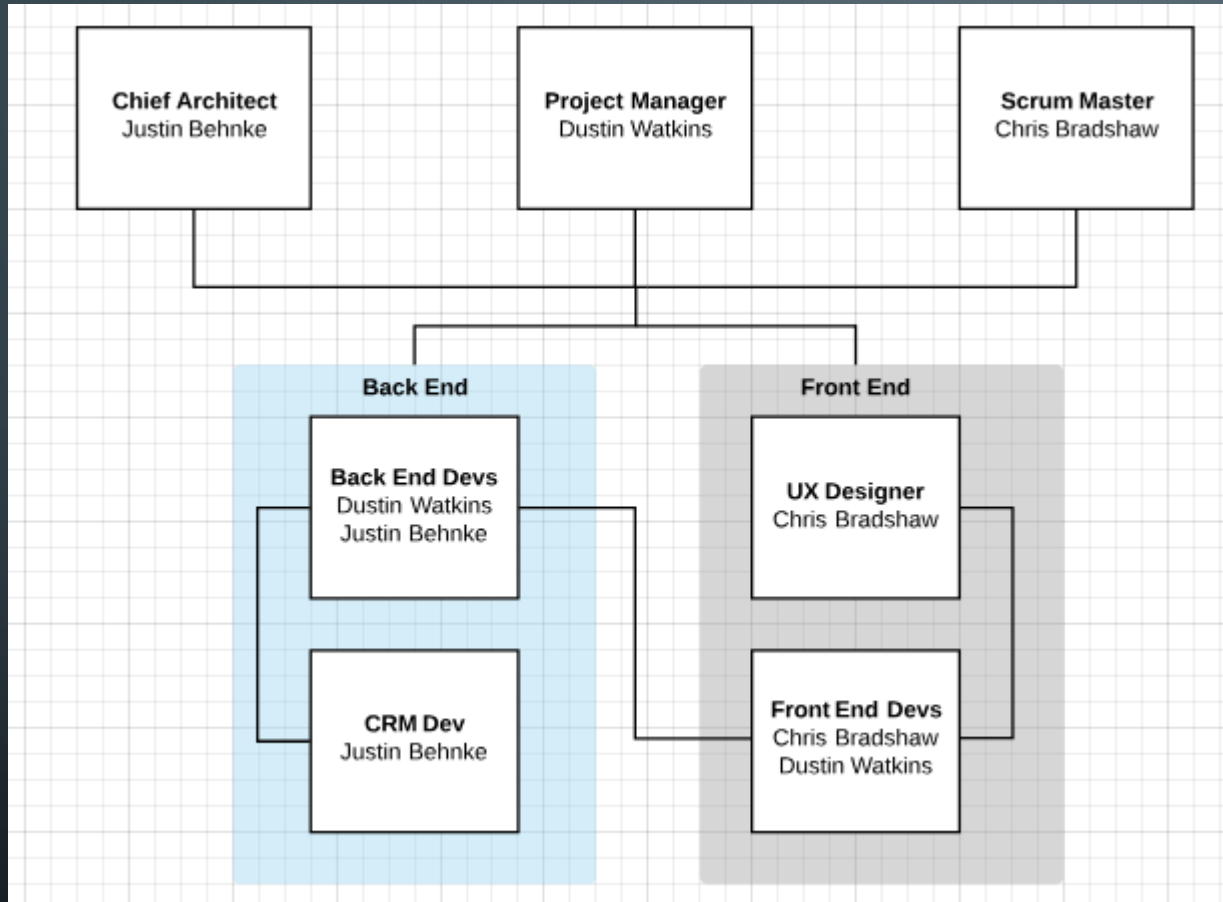 Chief Architect
Justin Behnke
Project Manager
Dustin Watkins
Scrum Master
Chris Bradshaw
Back End
Back End Devs
Dustin Watkins
Justin Behnke
CRM Dev
Justin Behnke
Front End
UX Designer
Chris Bradshaw
Front End Devs
Chris Bradshaw
Dustin Watkins